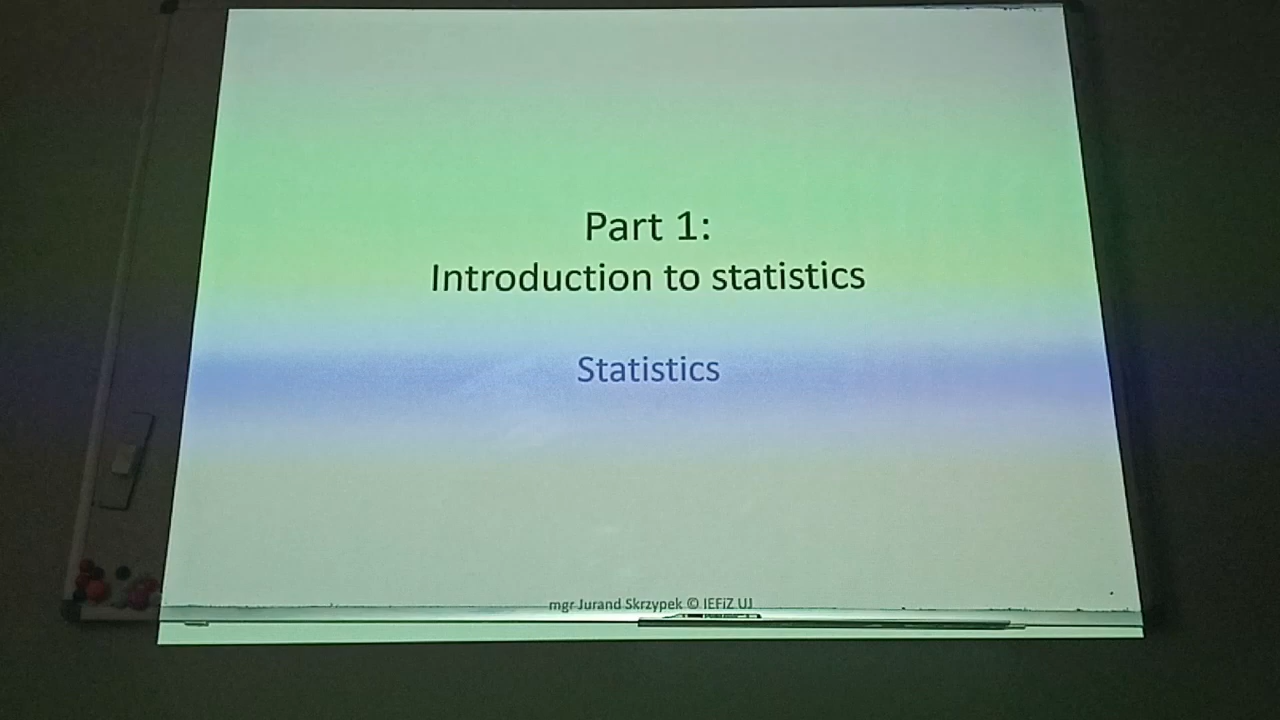 Part 1:
Introduction to statistics
Statistics
mgr Jurand Skrzypek © IEFiZ UJ